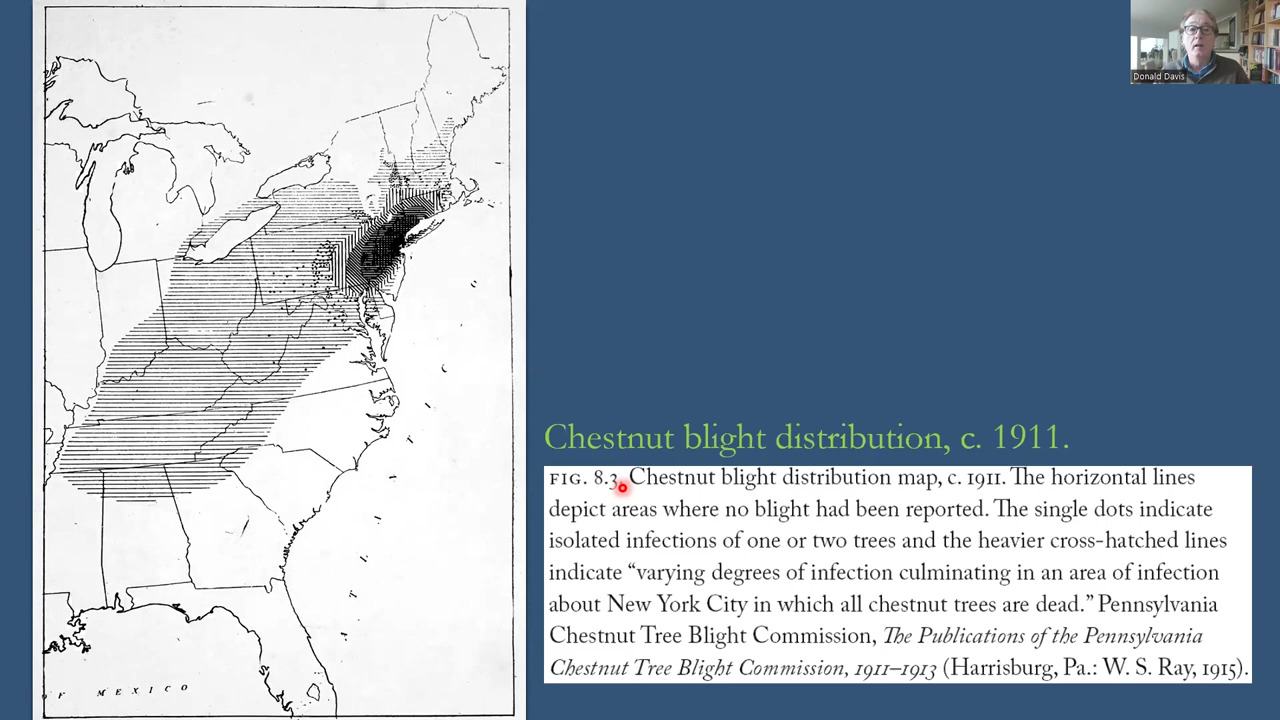 Donald Davis
Chestnut blight distribution, c. 1911.
FIG. 8.3. Chestnut blight distribution map, c. 1911. The horizontal lines
depict areas where no blight had been reported. The single dots indicate
isolated infections of one or two trees and the heavier cross-hatched lines
indicate “varying degrees of infection culminating in an area of infection
about New York City in which all chestnut trees are dead.” Pennsylvania
Chestnut Tree Blight Commission, The Publications of the Pennsylvania
Chestnut Tree Blight Commission, 1911–1913 (Harrisburg, Pa.: W. S. Ray, 1915).
F MEXICO